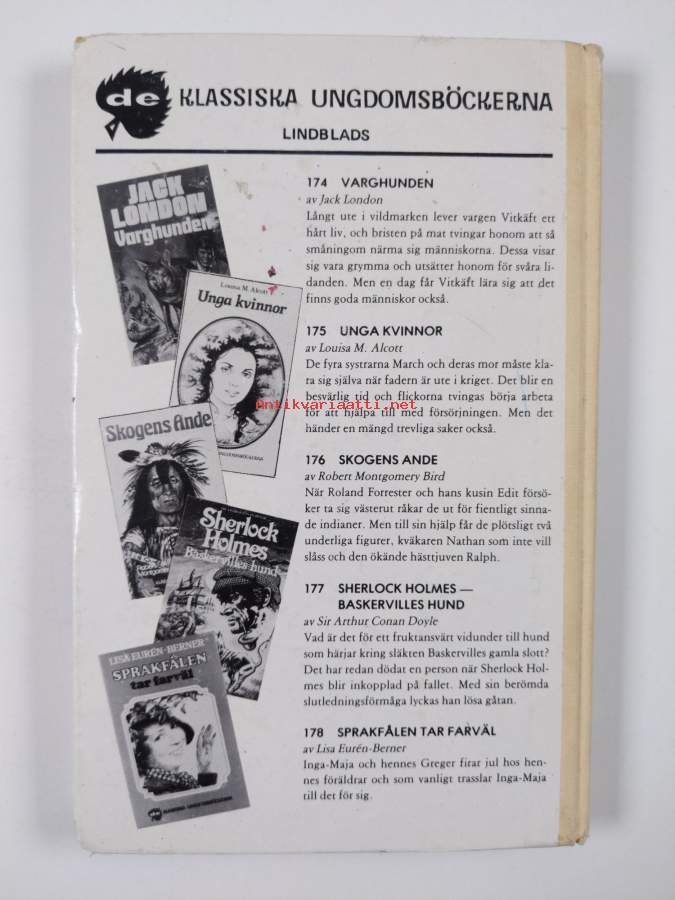 de KLASSISKA UNGDOMSBÖCKERNA
LINDBLADS
JACK
LONDON
Varghunden
Louisa M. Alcott
Unga kvinnor
Skogens Ande
Sherlock
Holmes
Baskervilles hund
LISA EURÉN-BERNER
SPRAKFÅLEN
tar farväl
174 VARGHUNDEN
av Jack London
Långt ute i vildmarken lever vargen Vitkäft ett
hårt liv, och bristen på mat tvingar honom att så
småningom närma sig människorna. Dessa visar
sig vara grymma och utsätter honom för svåra li-
danden. Men en dag får Vitkäft lära sig att det
finns goda människor också.
175 UNGA KVINNOR
av Louisa M. Alcott
De fyra systrarna March och deras mor måste kla-
ra sig själva när fadern är ute i kriget. Det blir en
besvärlig tid och flickorna tvingas börja arbeta
för att hjälpa till med försörjningen. Men det
händer en mängd trevliga saker också.
antikvariaatti.net
176 SKOGENS ANDE
av Robert Montgomery Bird
När Roland Forrester och hans kusin Edit försö-
ker ta sig västerut råkar de ut för fientligt sinna-
de indianer. Men till sin hjälp får de plötsligt två
underliga figurer, kväkaren Nathan som inte vill
slåss och den ökände hästtjuven Ralph.
177 SHERLOCK HOLMES —
BASKERVILLES HUND
av Sir Arthur Conan Doyle
Vad är det för ett fruktansvärt vidunder till hund
som härjar kring släkten Baskervilles gamla slott?
Det har redan dödat en person när Sherlock Hol-
mes blir inkopplad på fallet. Med sin berömda
slutledningsförmåga lyckas han lösa gåtan.
178 SPRAKFÅLEN TAR FARVÄL
av Lisa Eurén-Berner
Inga-Maja och hennes Greger firar jul hos hen-
nes föräldrar och som vanligt trasslar Inga-Maja
till det för sig.